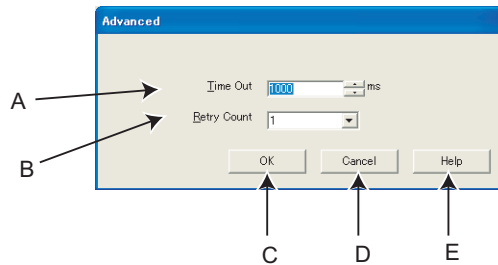 Advanced
A
Time Out 1000 ms
B
Retry Count 1
OK Cancel Help
C D E